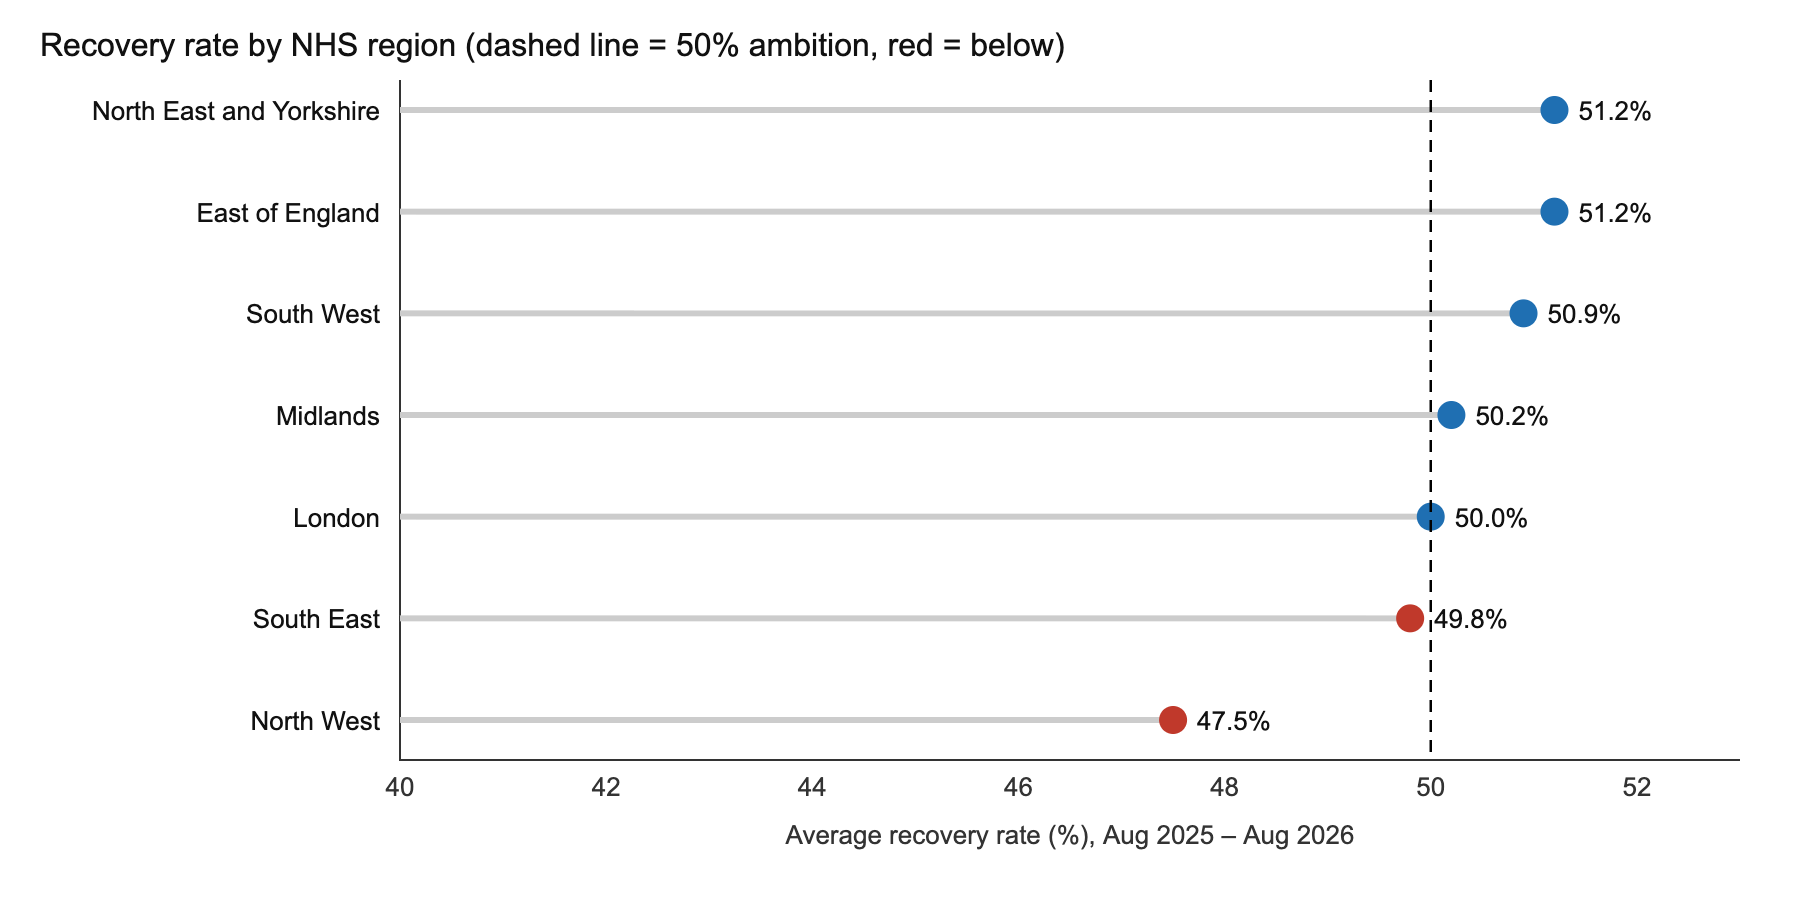 Recovery rate by NHS region (dashed line = 50% ambition, red = below)
North East and Yorkshire 51.2%
East of England 51.2%
South West 50.9%
Midlands 50.2%
London 50.0%
South East 49.8%
North West 47.5%
40 42 44 46 48 50 52
Average recovery rate (%), Aug 2025 – Aug 2026